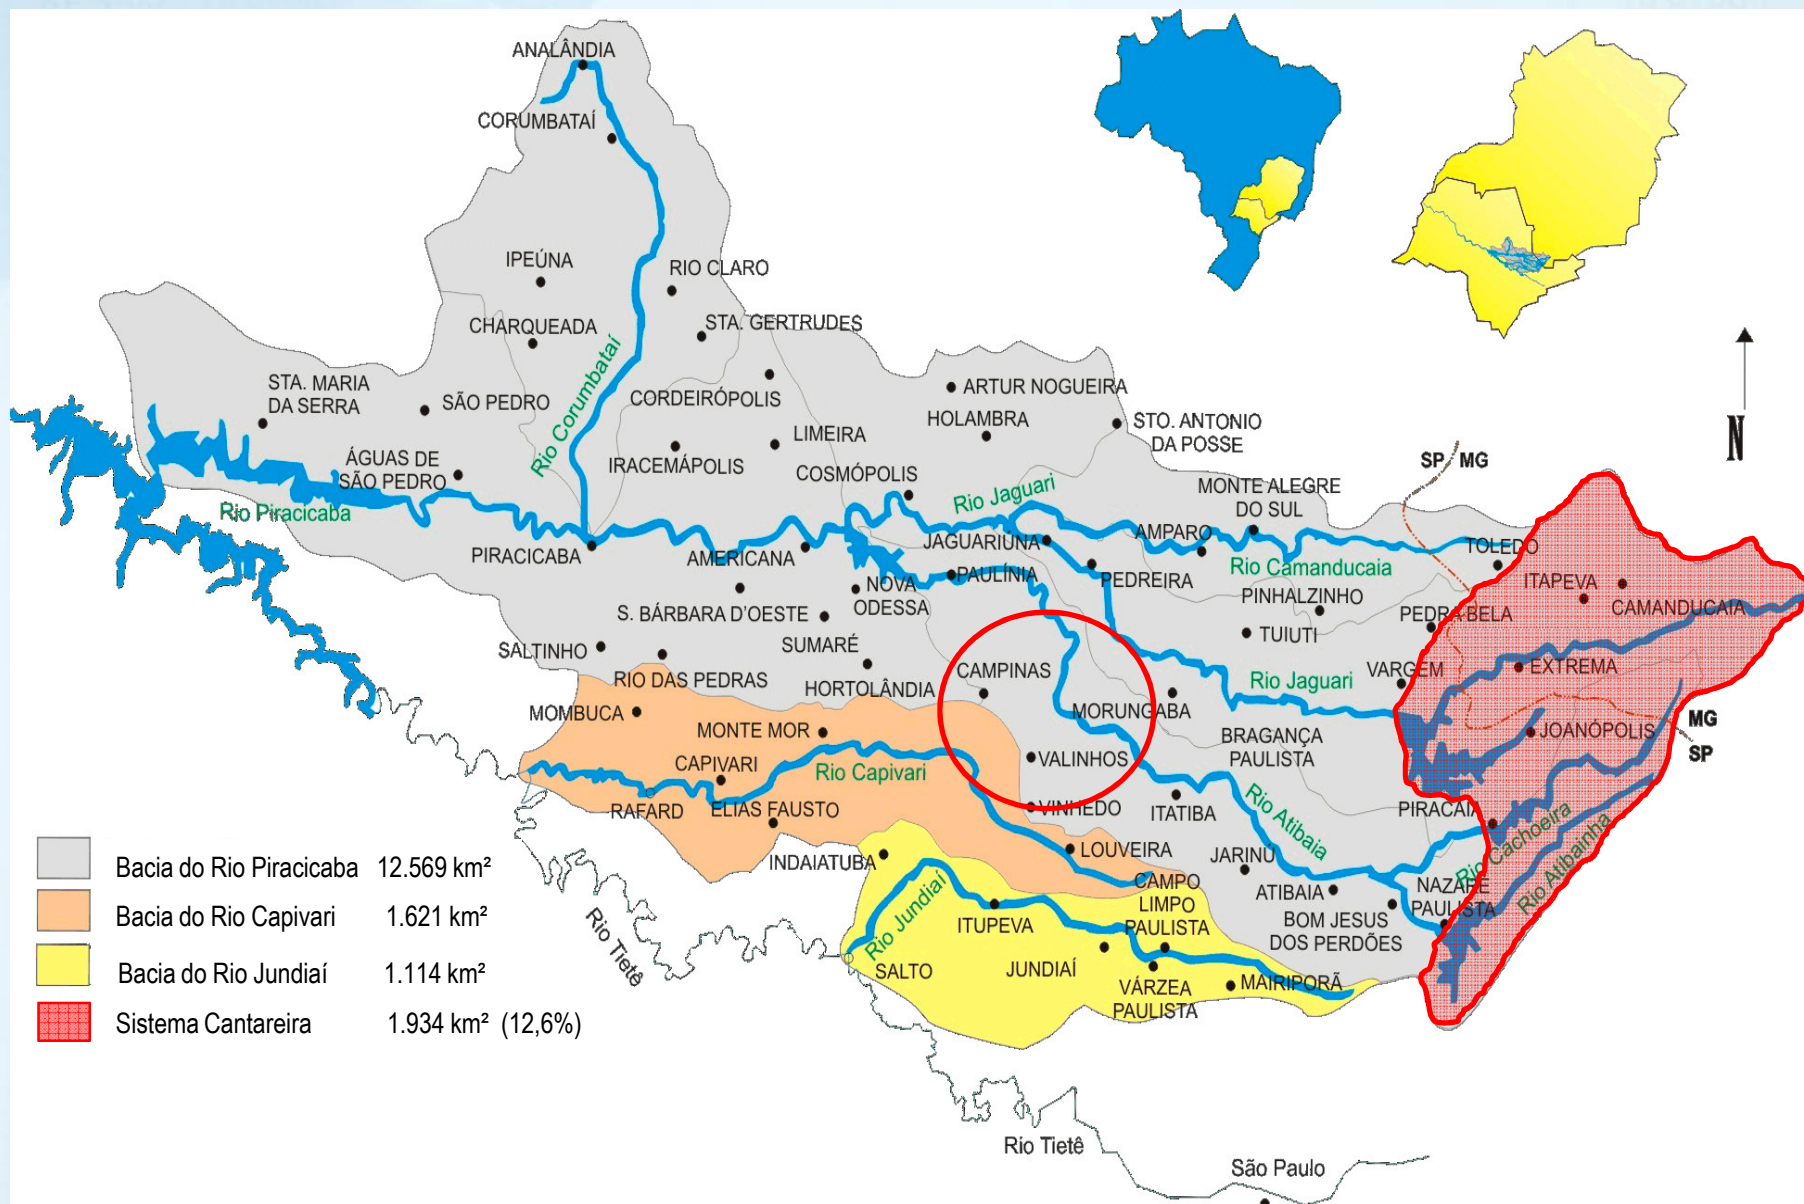 ANALÂNDIA
CORUMBATAÍ
IPEÚNA
RIO CLARO
CHARQUEADA
STA. GERTRUDES
STA. MARIA
DA SERRA
SÃO PEDRO
Rio Corumbataí
CORDEIRÓPOLIS
ARTUR NOGUEIRA
HOLAMBRA
STO. ANTONIO
DA POSSE
N
LIMEIRA
IRACEMÁPOLIS
ÁGUAS DE
SÃO PEDRO
COSMÓPOLIS
SP MG
Rio Jaguari
MONTE ALEGRE
DO SUL
Rio Piracicaba
PIRACICABA
AMERICANA
JAGUARIÚNA
AMPARO
TOLEDO
PAULÍNIA
PEDREIRA
Rio Camanducaia
ITAPEVA
NOVA
ODESSA
S. BÁRBARA D'OESTE
PINHALZINHO
PEDRA BELA
CAMANDUCAIA
SUMARÉ
TUIUTI
SALTINHO
RIO DAS PEDRAS
HORTOLÂNDIA
CAMPINAS
Rio Jaguari
VARGEM
EXTREMA
MOMBUCA
MONTE MOR
MORUNGABA
BRAGANÇA
PAULISTA
JOANÓPOLIS
MG
SP
CAPIVARI
Rio Capivari
VALINHOS
RAFARD
ELIAS FAUSTO
VINHEDO
ITATIBA
Rio Atibaia
PIRACAIA
Rio Cachoeira
Rio Atibainha
INDAIATUBA
LOUVEIRA
JARINÚ
CAMPO
LIMPO
PAULISTA
ATIBAIA
NAZARÉ
PAULISTA
BOM JESUS
DOS PERDÕES
Rio Jundiaí
ITUPEVA
Rio Tietê
SALTO
JUNDIAÍ
VÁRZEA
PAULISTA
MAIRIPORÃ
Bacia do Rio Piracicaba 12.569 km²
Bacia do Rio Capivari 1.621 km²
Bacia do Rio Jundiaí 1.114 km²
Sistema Cantareira 1.934 km² (12,6%)
Rio Tietê
São Paulo